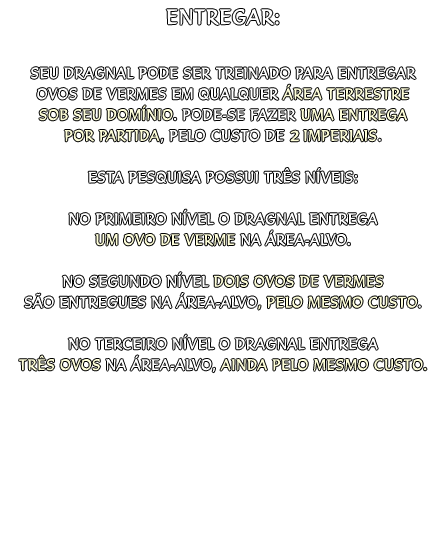 ENTREGAR:
SEU DRAGNAL PODE SER TREINADO PARA ENTREGAR
OVOS DE VERMES EM QUALQUER ÁREA TERRESTRE
SOB SEU DOMÍNIO. PODE-SE FAZER UMA ENTREGA
POR PARTIDA, PELO CUSTO DE 2 IMPERIAIS.
ESTA PESQUISA POSSUI TRÊS NÍVEIS:
NO PRIMEIRO NÍVEL O DRAGNAL ENTREGA
UM OVO DE VERME NA ÁREA-ALVO.
NO SEGUNDO NÍVEL DOIS OVOS DE VERMES
SÃO ENTREGUES NA ÁREA-ALVO, PELO MESMO CUSTO.
NO TERCEIRO NÍVEL O DRAGNAL ENTREGA
TRÊS OVOS NA ÁREA-ALVO, AINDA PELO MESMO CUSTO.